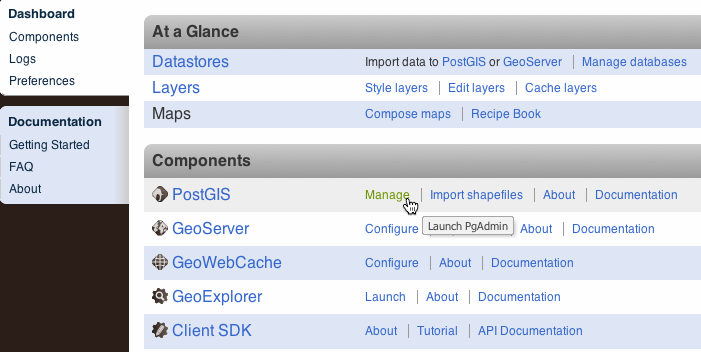 Dashboard
Components
Logs
Preferences
Documentation
Getting Started
FAQ
About
At a Glance
Datastores Import data to PostGIS or GeoServer Manage databases
Layers Style layers Edit layers Cache layers
Maps Compose maps Recipe Book
Components
PostGIS Manage Import shapefiles About Documentation
Launch PgAdmin
GeoServer Configure About Documentation
GeoWebCache Configure About Documentation
GeoExplorer Launch About Documentation
Client SDK About Tutorial API Documentation